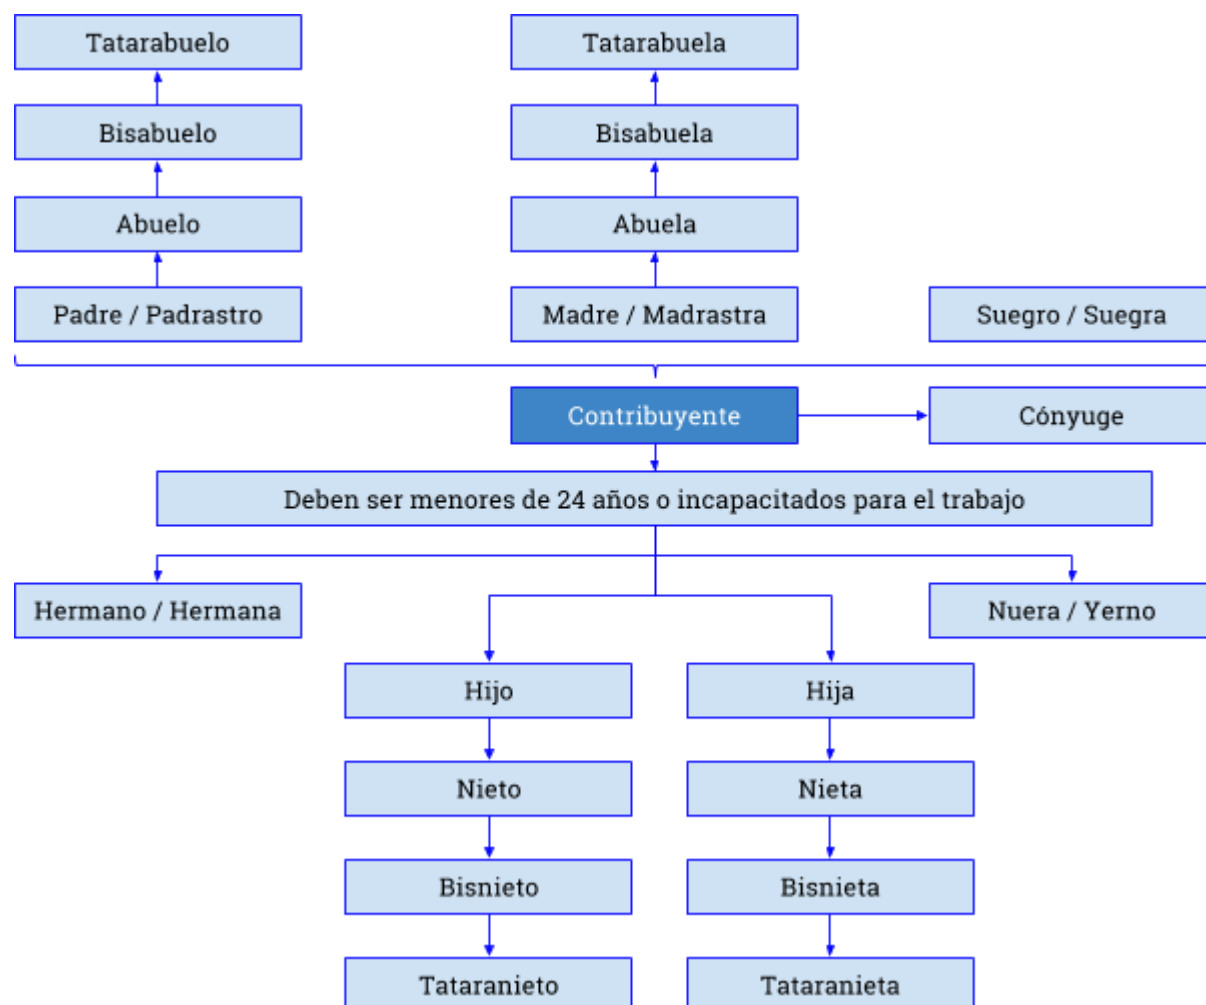 Tatarabuelo
Tatarabuela
Bisabuelo
Bisabuela
Abuelo
Abuela
Padre / Padrastro
Madre / Madrastra
Suegro / Suegra
Contribuyente
Cónyuge
Deben ser menores de 24 años o incapacitados para el trabajo
Hermano / Hermana
Nuera / Yerno
Hijo
Hija
Nieto
Nieta
Bisnieto
Bisnieta
Tataranieto
Tataranieta